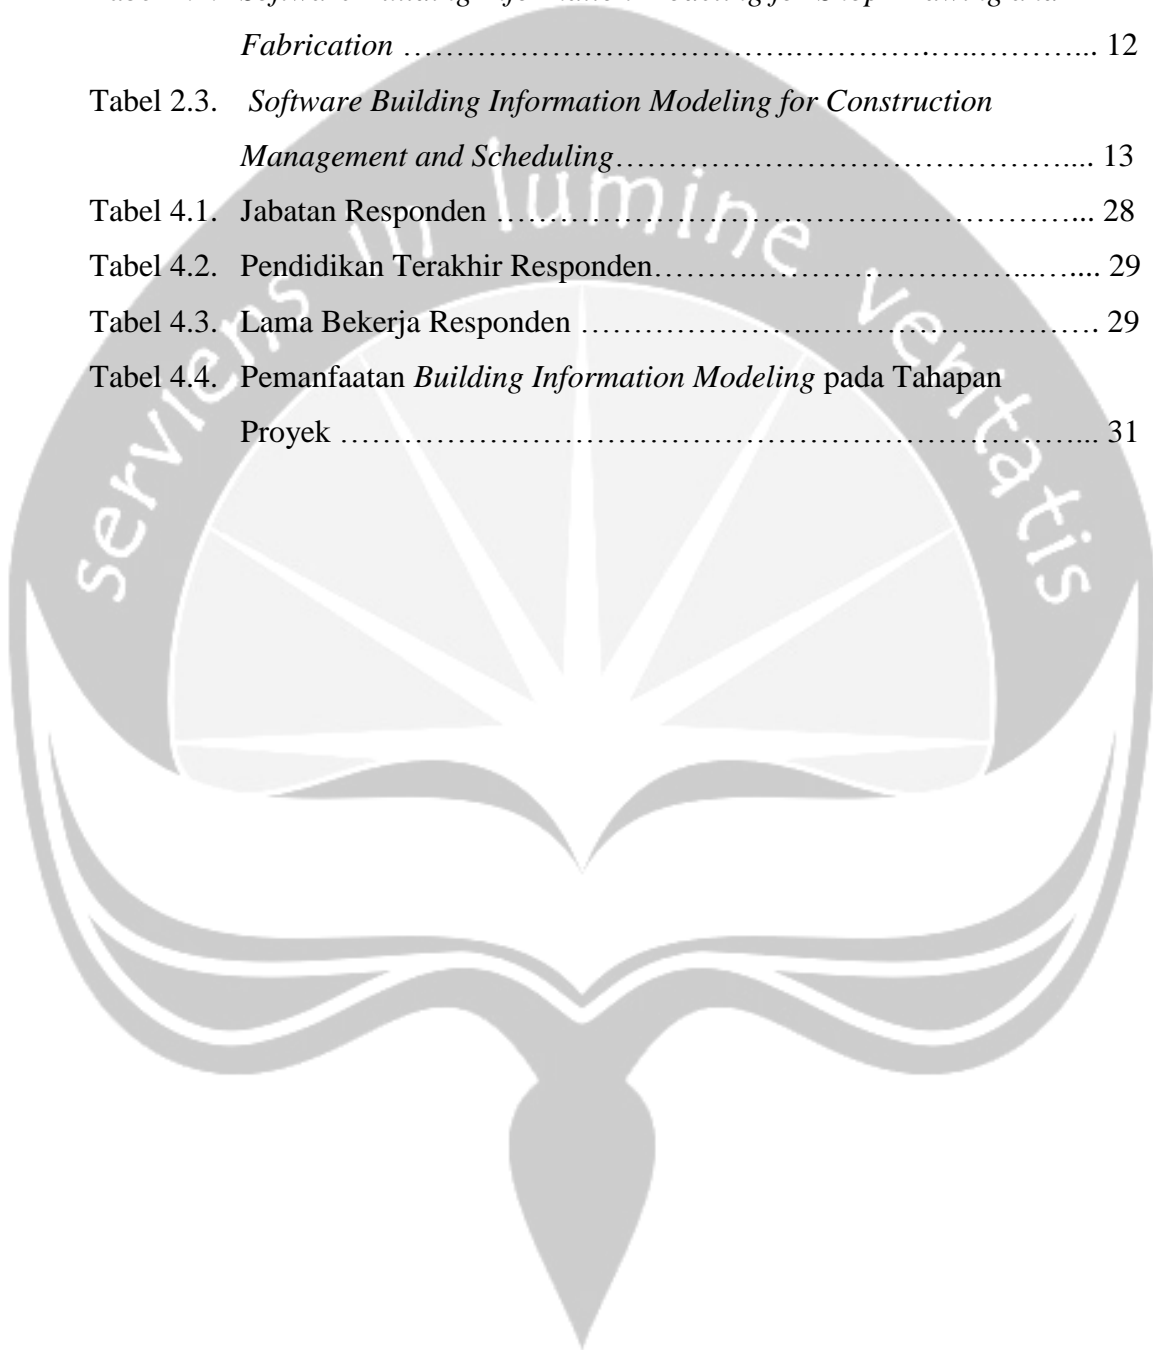 Fabrication ……………………………………….……………….…..………... 12
Tabel 2.3. Software Building Information Modeling for Construction
Management and Scheduling……………………………………….... 13
Tabel 4.1. Jabatan Responden …………………………………………………... 28
Tabel 4.2. Pendidikan Terakhir Responden………..………………………...….... 29
Tabel 4.3. Lama Bekerja Responden …………………………………...………. 29
Tabel 4.4. Pemanfaatan Building Information Modeling pada Tahapan
Proyek …………………………………………………………………... 31
serviens in lumine veritatis